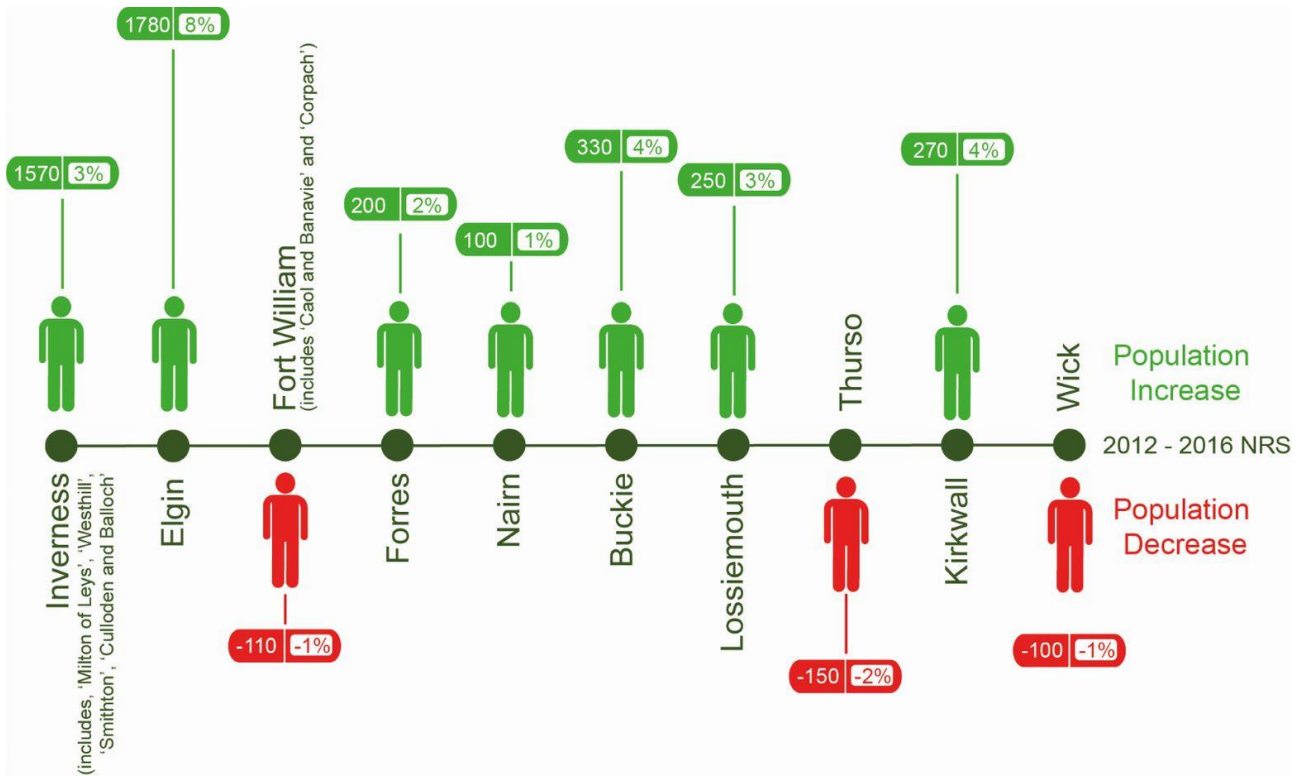 1780 8%
1570 3%
330 4%
270 4%
250 3%
200 2%
100 1%
Fort William
(includes ‘Caol and Banavie’ and ‘Corpach’)
Thurso
Wick
Population
Increase
2012 - 2016 NRS
Inverness
(includes, ‘Milton of Leys’, ‘Westhill’,
‘Smithton’, ‘Culloden and Balloch’
Elgin
Forres
Nairn
Buckie
Lossiemouth
Kirkwall
Population
Decrease
-110 -1%
-150 -2%
-100 -1%